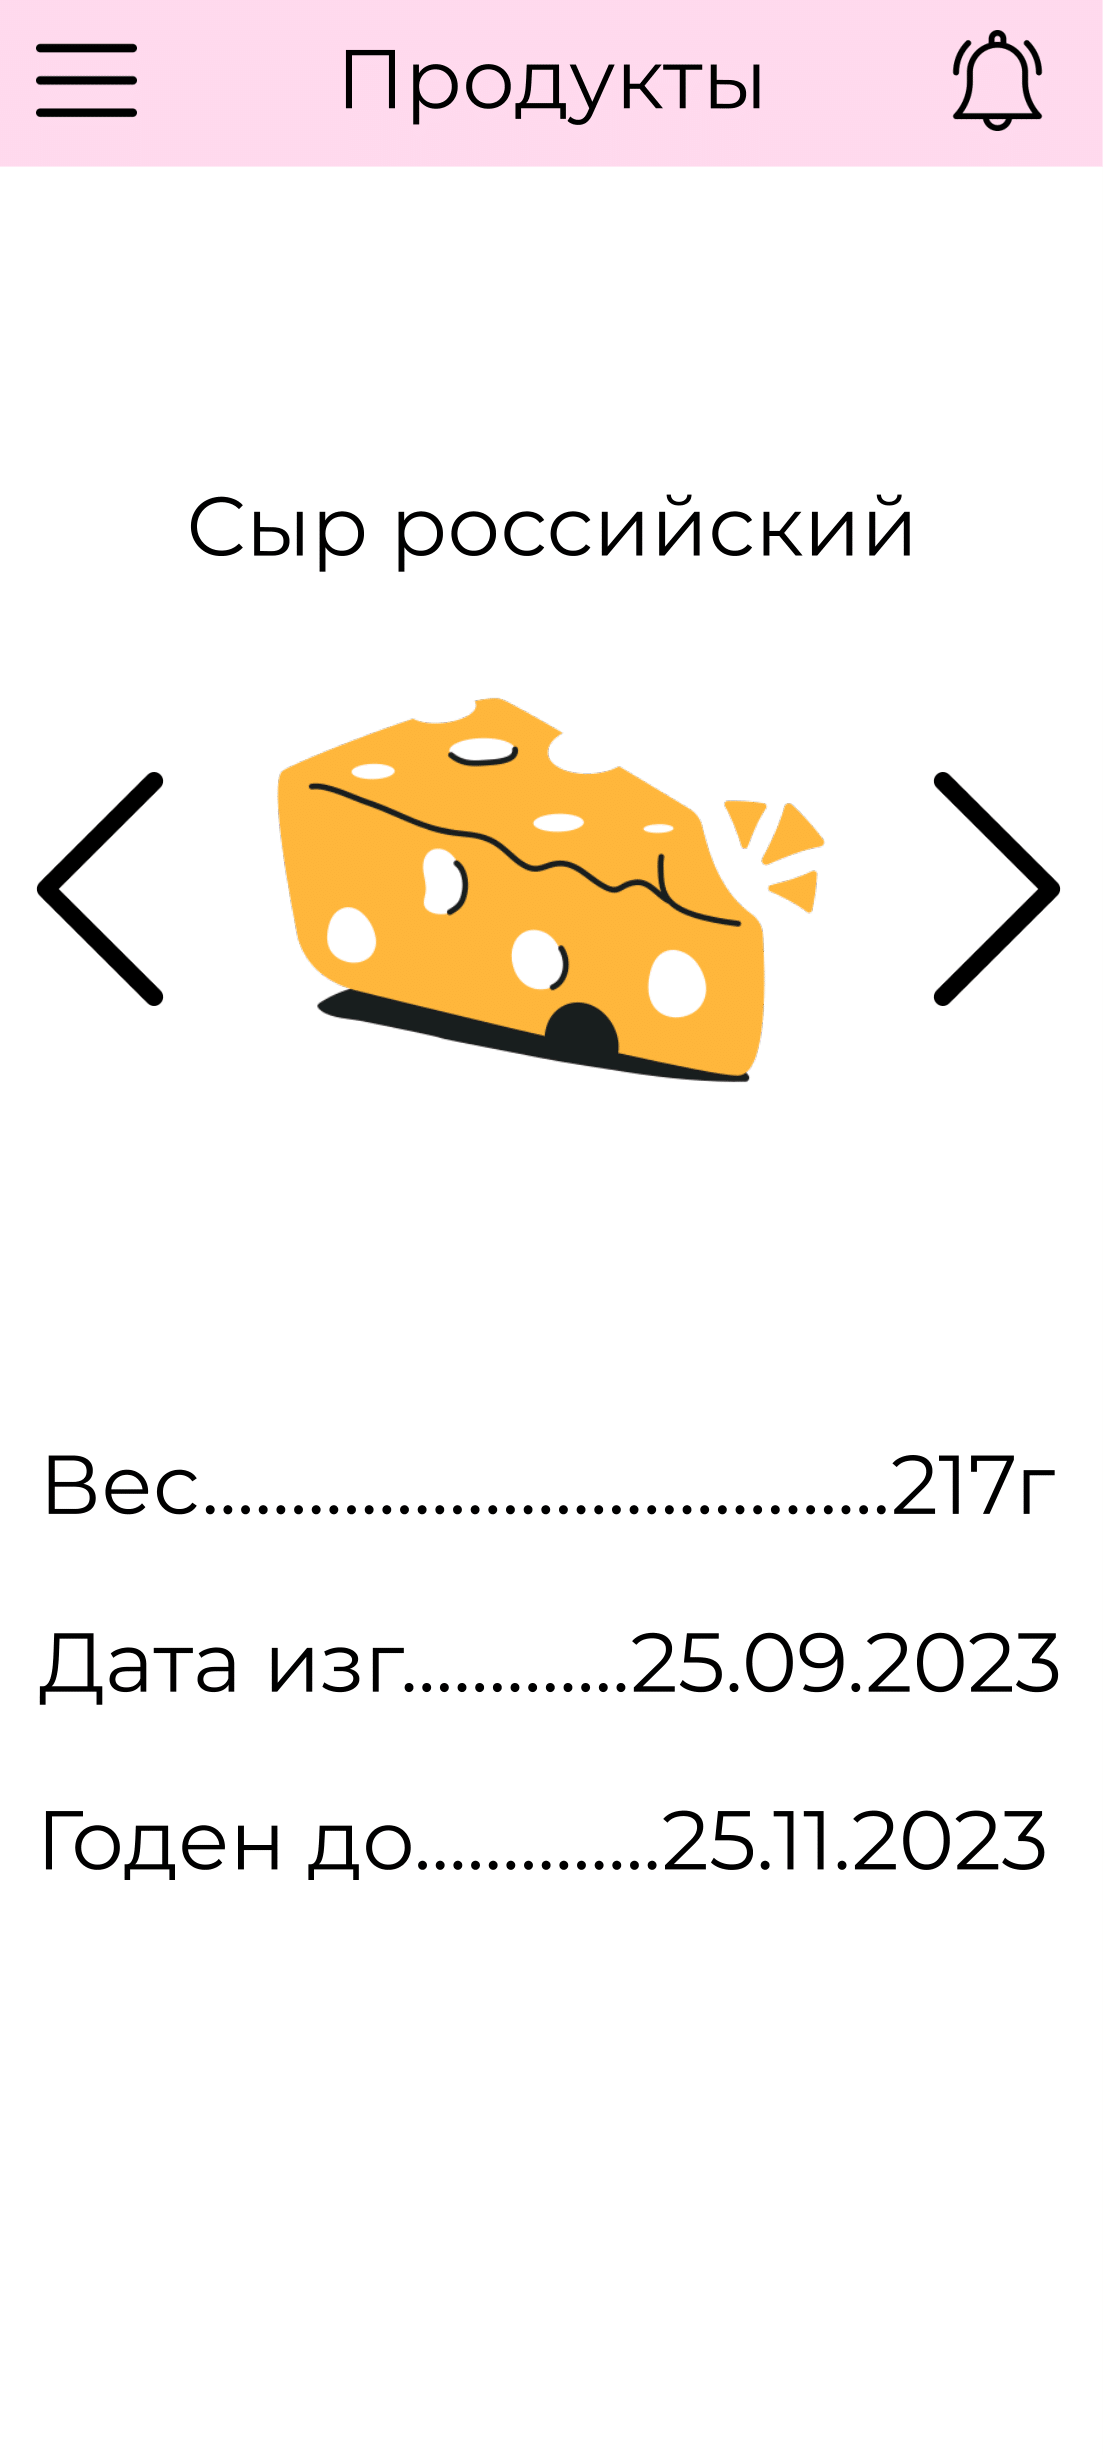 Продукты
Сыр российский
Вес.......................................217г
Дата изг.............25.09.2023
Годен до..............25.11.2023